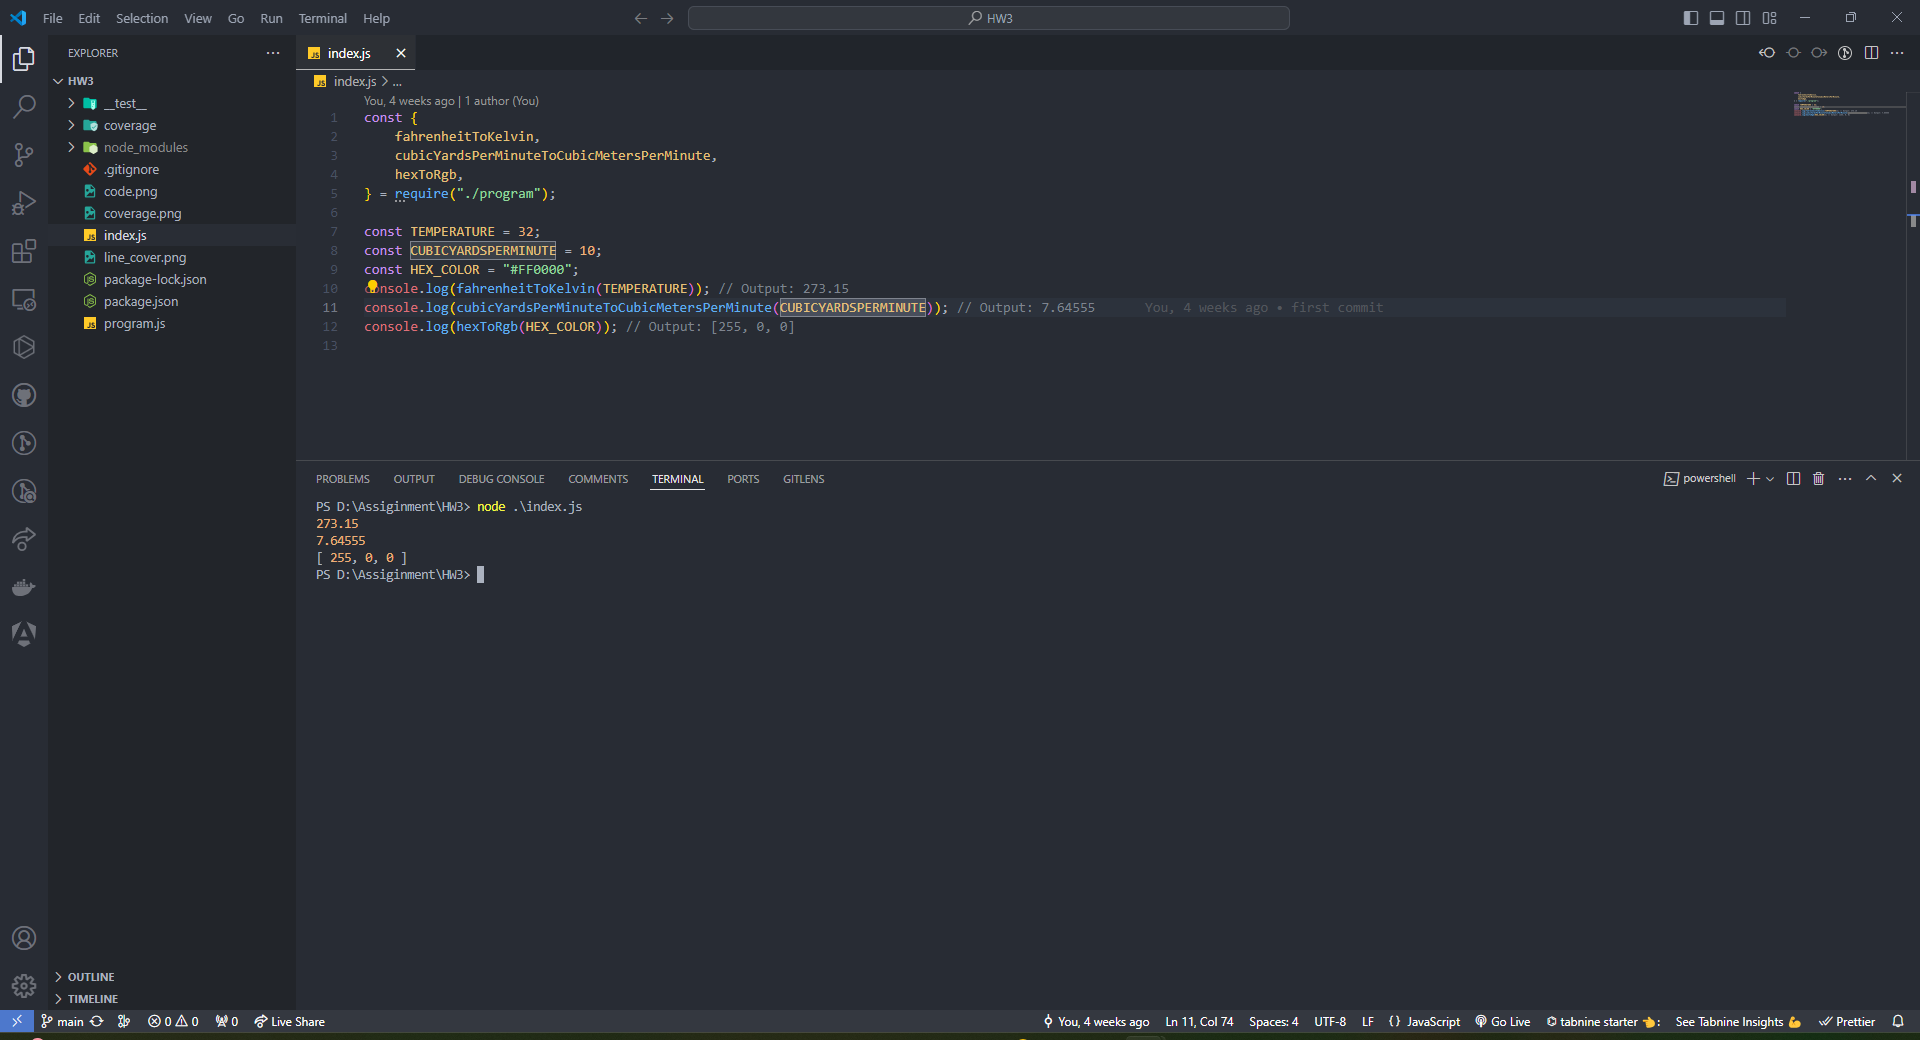 File Edit Selection View Go Run Terminal Help
HW3
EXPLORER
HW3
__test__
coverage
node_modules
.gitignore
code.png
coverage.png
index.js
line_cover.png
package-lock.json
package.json
program.js
OUTLINE
TIMELINE
index.js
index.js > ...
You, 4 weeks ago | 1 author (You)
1 const {
2 fahrenheitToKelvin,
3 cubicYardsPerMinuteToCubicMetersPerMinute,
4 hexToRgb,
5 } = require("./program");
6
7 const TEMPERATURE = 32;
8 const CUBICYARDSPERMINUTE = 10;
9 const HEX_COLOR = "#FF0000";
10 console.log(fahrenheitToKelvin(TEMPERATURE)); // Output: 273.15
11 console.log(cubicYardsPerMinuteToCubicMetersPerMinute(CUBICYARDSPERMINUTE)); // Output: 7.64555 You, 4 weeks ago • first commit
12 console.log(hexToRgb(HEX_COLOR)); // Output: [255, 0, 0]
13
PROBLEMS OUTPUT DEBUG CONSOLE COMMENTS TERMINAL PORTS GITLENS
powershell
PS D:\Assiginment\HW3> node .\index.js
273.15
7.64555
[ 255, 0, 0 ]
PS D:\Assiginment\HW3>
main 0 0 0 Live Share You, 4 weeks ago Ln 11, Col 74 Spaces: 4 UTF-8 LF {} JavaScript Go Live tabnine starter 👈: See Tabnine Insights 💪 Prettier